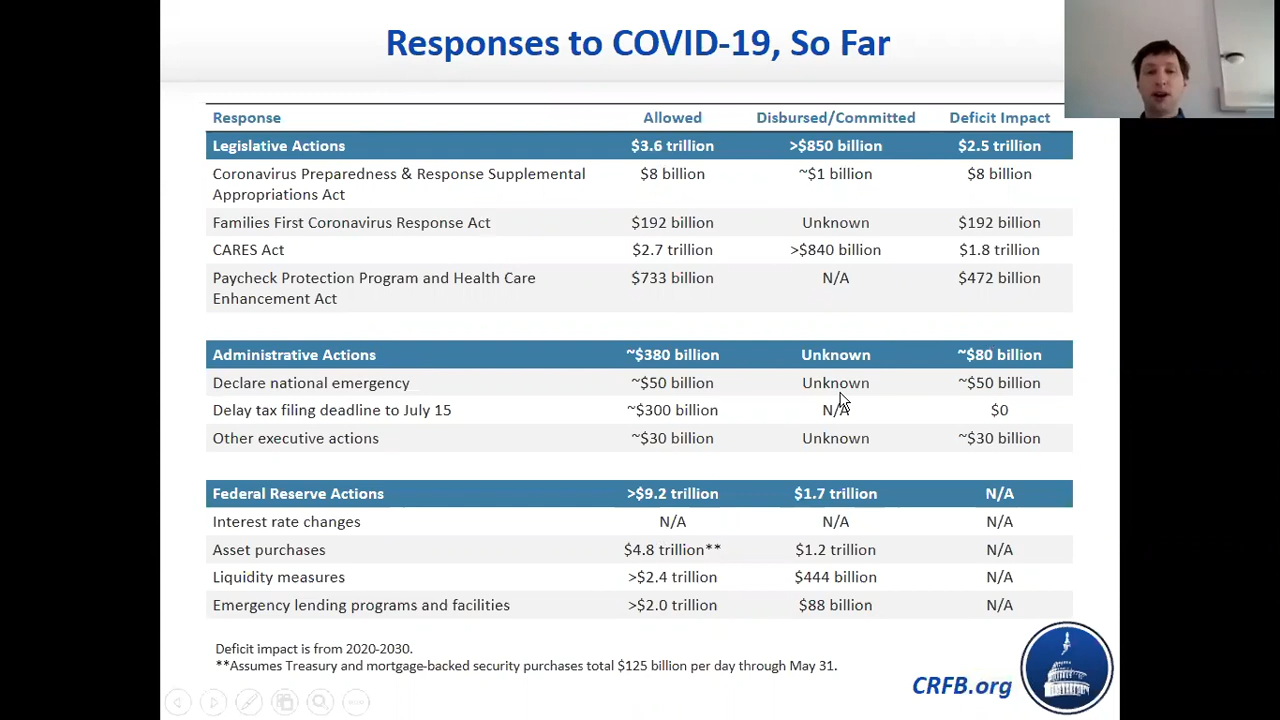 Responses to COVID-19, So Far
Response Allowed Disbursed/Committed Deficit Impact
Legislative Actions $3.6 trillion >$850 billion $2.5 trillion
Coronavirus Preparedness & Response Supplemental
Appropriations Act $8 billion ~$1 billion $8 billion
Families First Coronavirus Response Act $192 billion Unknown $192 billion
CARES Act $2.7 trillion >$840 billion $1.8 trillion
Paycheck Protection Program and Health Care
Enhancement Act $733 billion N/A $472 billion
Administrative Actions ~$380 billion Unknown ~$80 billion
Declare national emergency ~$50 billion Unknown ~$50 billion
Delay tax filing deadline to July 15 ~$300 billion N/A $0
Other executive actions ~$30 billion Unknown ~$30 billion
Federal Reserve Actions >$9.2 trillion $1.7 trillion N/A
Interest rate changes N/A N/A N/A
Asset purchases $4.8 trillion** $1.2 trillion N/A
Liquidity measures >$2.4 trillion $444 billion N/A
Emergency lending programs and facilities >$2.0 trillion $88 billion N/A
Deficit impact is from 2020-2030.
**Assumes Treasury and mortgage-backed security purchases total $125 billion per day through May 31.
CRFB.org